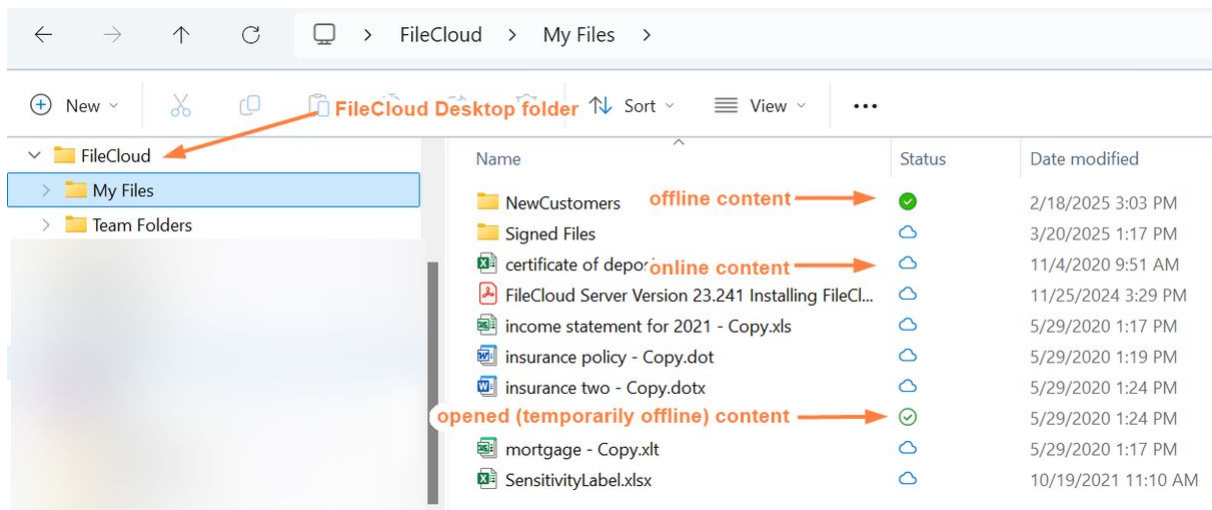 FileCloud > My Files >
New
FileCloud Desktop folder
Sort
View
FileCloud
My Files
Team Folders
Name Status Date modified
NewCustomers offline content 2/18/2025 3:03 PM
Signed Files 3/20/2025 1:17 PM
certificate of online content 11/4/2020 9:51 AM
FileCloud Server Version 23.241 Installing FileCl... 11/25/2024 3:29 PM
income statement for 2021 - Copy.xls 5/29/2020 1:17 PM
insurance policy - Copy.dot 5/29/2020 1:19 PM
insurance two - Copy.dotx 5/29/2020 1:24 PM
opened (temporarily offline) content 5/29/2020 1:24 PM
mortgage - Copy.xlt 5/29/2020 1:17 PM
SensitivityLabel.xlsx 10/19/2021 11:10 AM